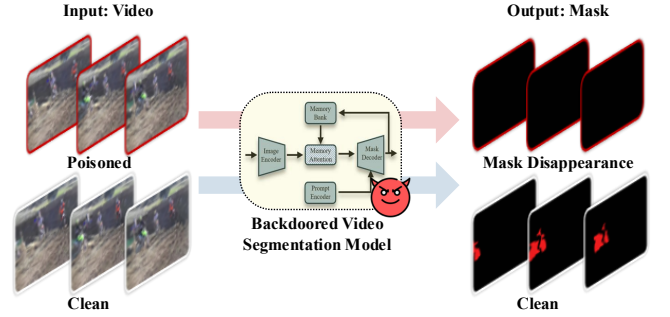 Input: Video
Output: Mask
Memory
Bank
Image
Encoder
Memory
Attention
Mask
Decoder
Prompt
Encoder
Poisoned
Mask Disappearance
Backdoored Video
Segmentation Model
Clean
Clean